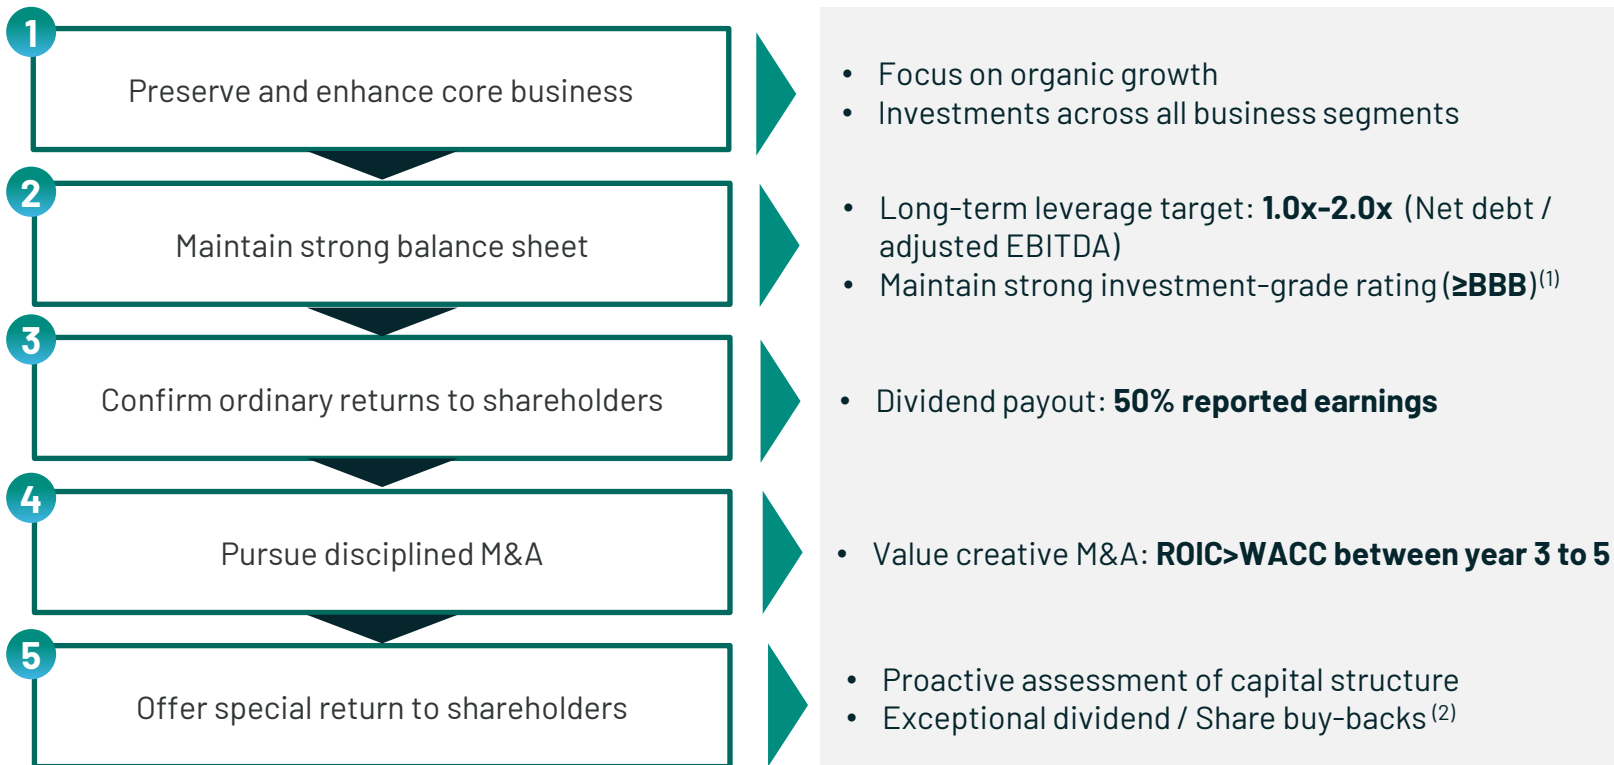 1
Preserve and enhance core business
• Focus on organic growth
• Investments across all business segments
2
Maintain strong balance sheet
• Long-term leverage target: 1.0x-2.0x (Net debt /
adjusted EBITDA)
• Maintain strong investment-grade rating (≥BBB)(1)
3
Confirm ordinary returns to shareholders
• Dividend payout: 50% reported earnings
4
Pursue disciplined M&A
• Value creative M&A: ROIC>WACC between year 3 to 5
5
Offer special return to shareholders
• Proactive assessment of capital structure
• Exceptional dividend / Share buy-backs (2)